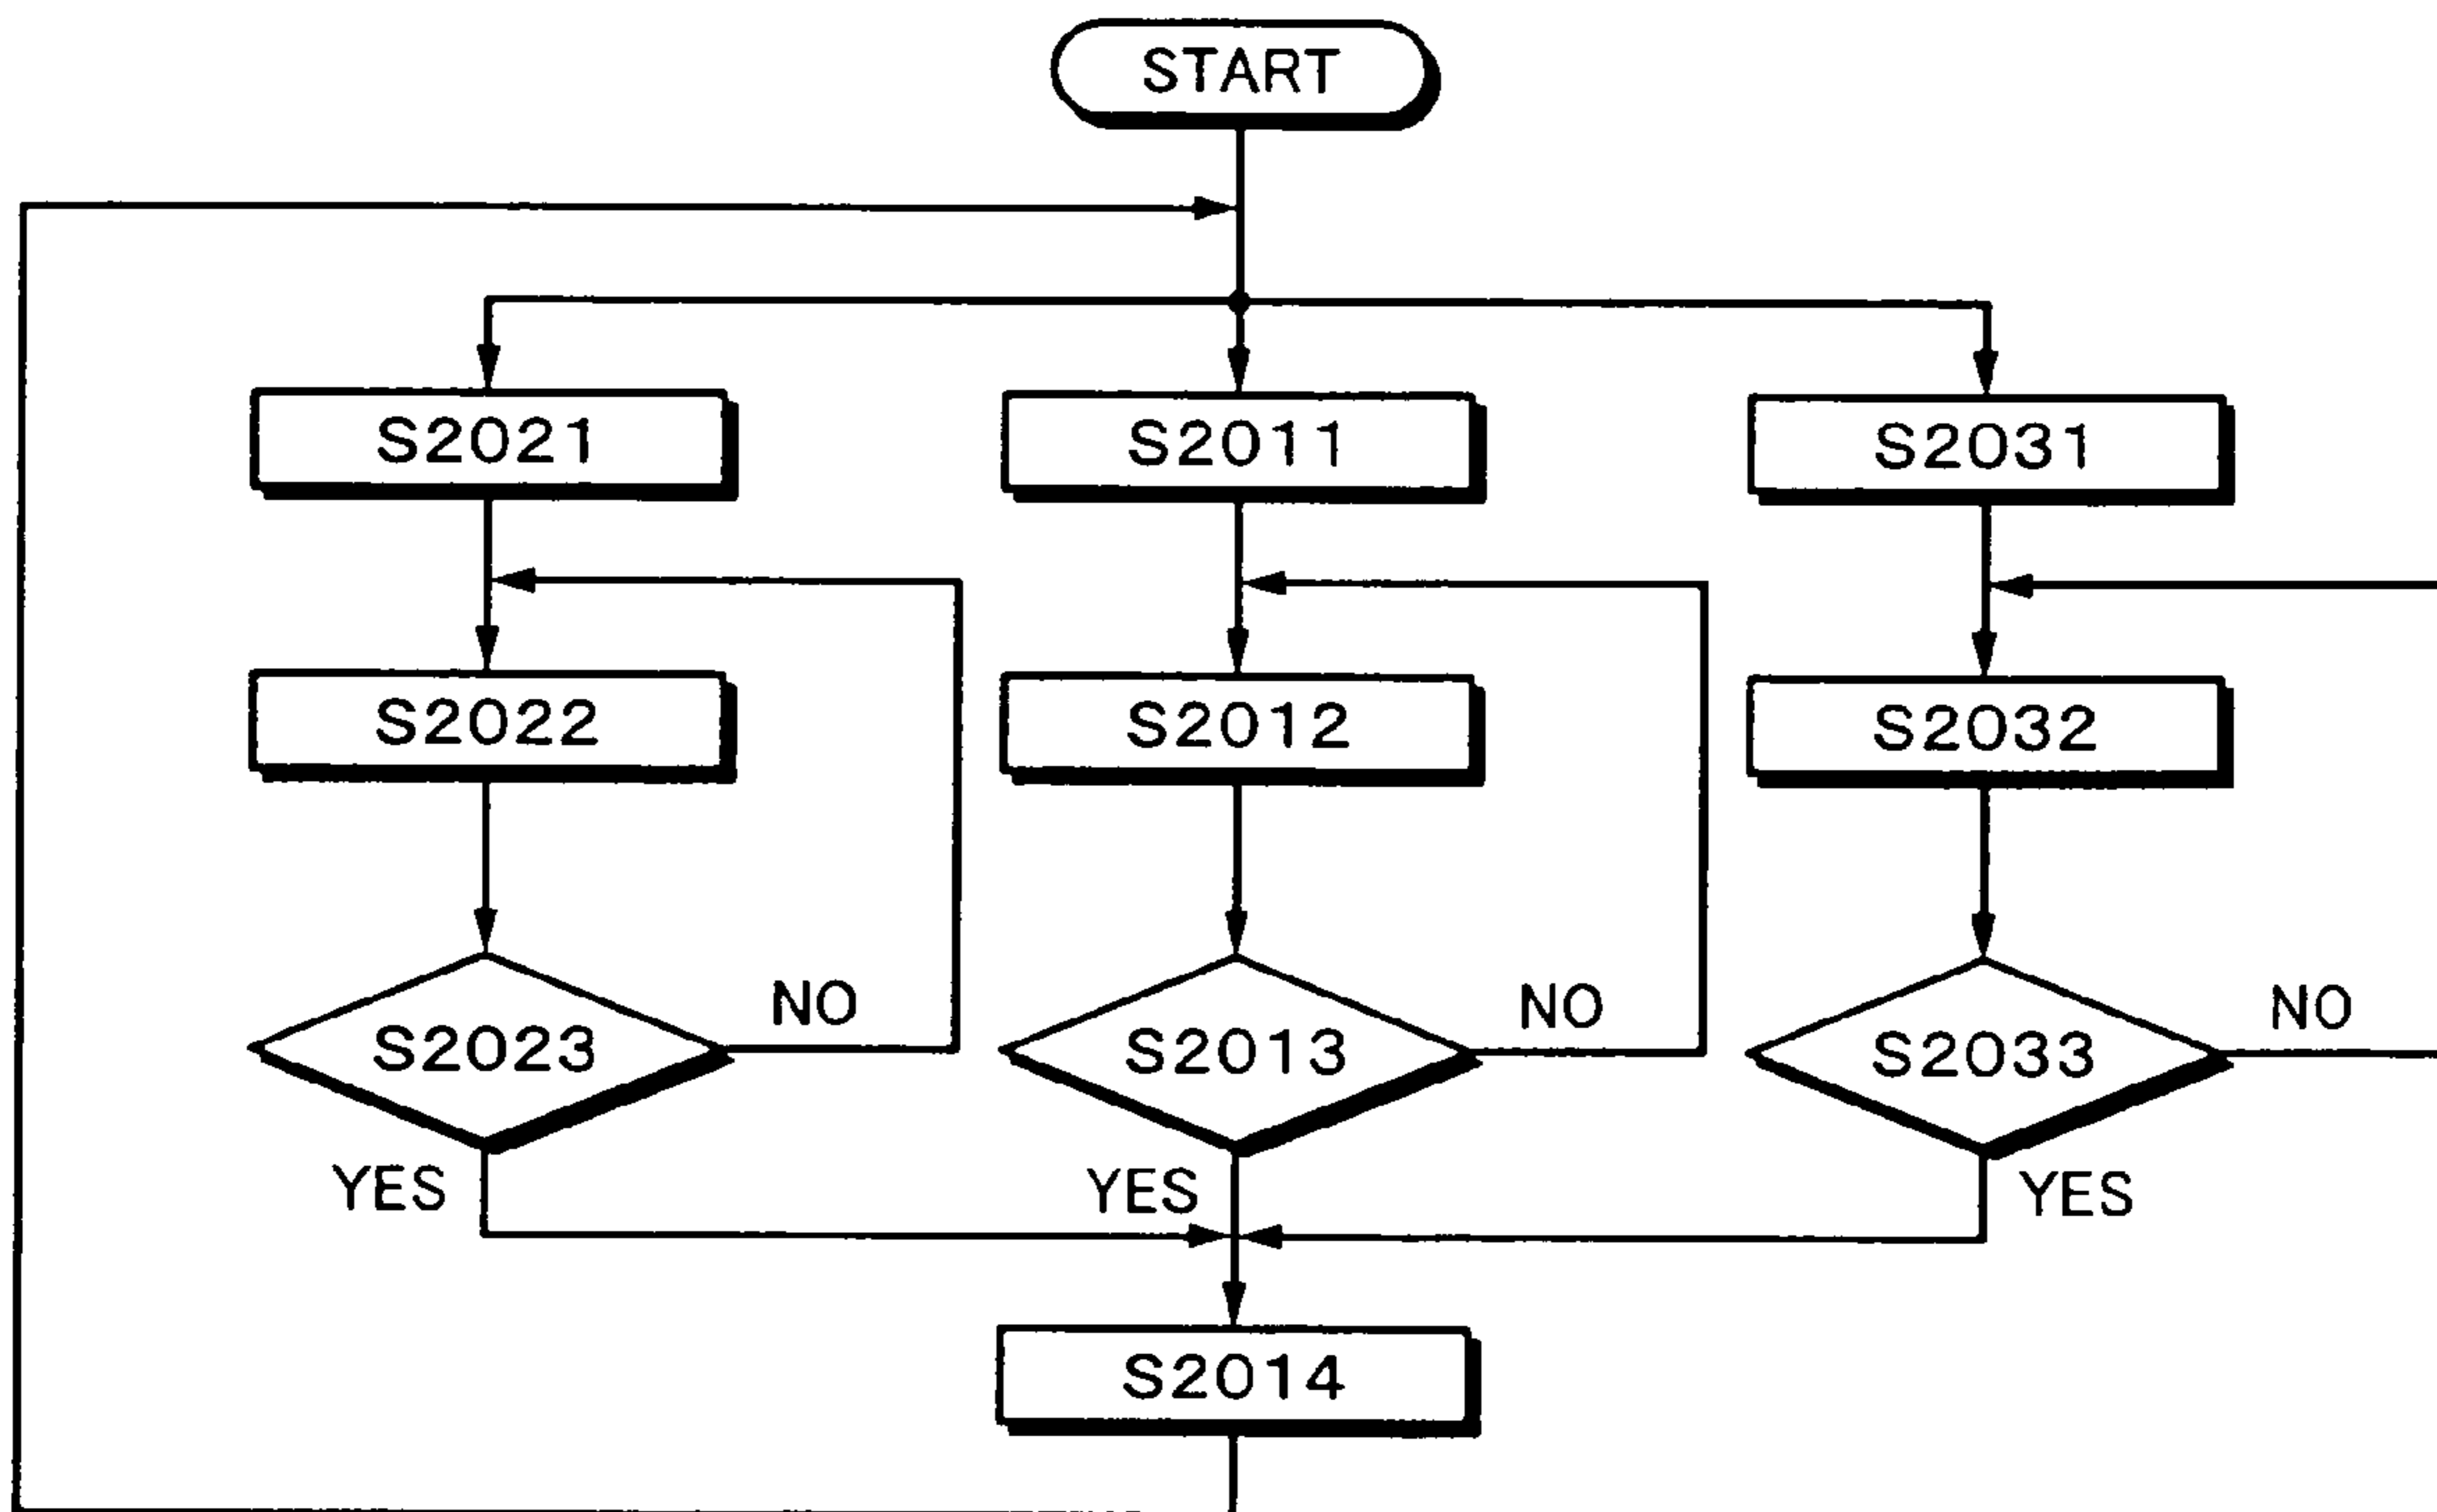 START
S2021
S2011
S2031
S2022
S2012
S2032
S2023
NO
S2013
NO
S2033
NO
YES
YES
YES
S2014